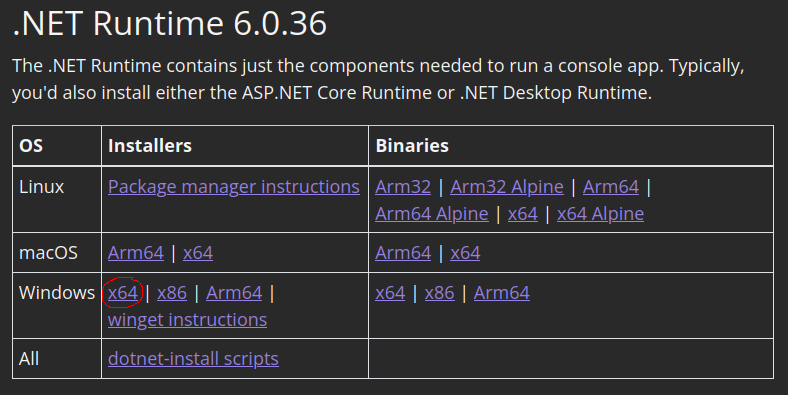 .NET Runtime 6.0.36
The .NET Runtime contains just the components needed to run a console app. Typically,
you'd also install either the ASP.NET Core Runtime or .NET Desktop Runtime.
OS Installers Binaries
Linux Package manager instructions Arm32 | Arm32 Alpine | Arm64 |
Arm64 Alpine | x64 | x64 Alpine
macOS Arm64 | x64 Arm64 | x64
Windows x64 | x86 | Arm64 | x64 | x86 | Arm64
winget instructions
All dotnet-install scripts